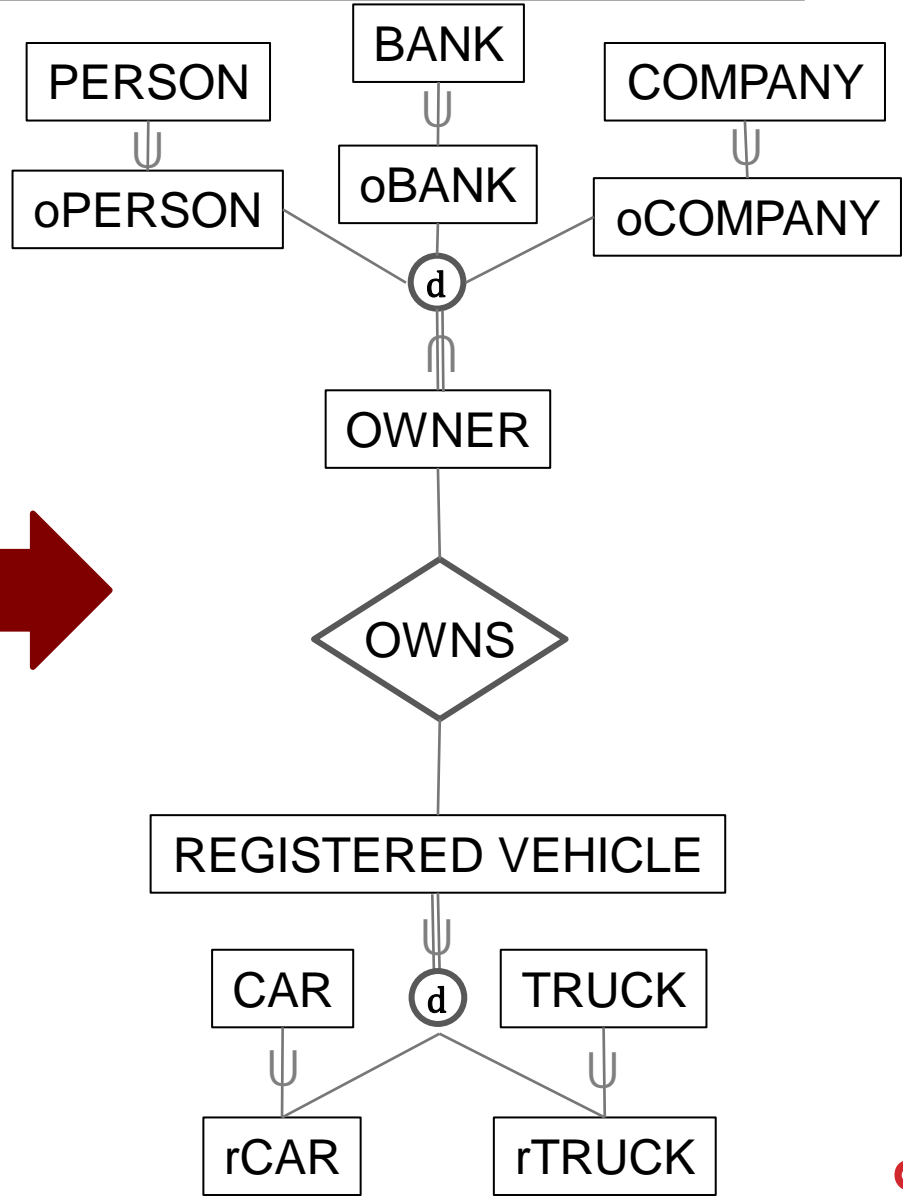 BANK
PERSON
COMPANY
oBANK
oPERSON
oCOMPANY
d
OWNER
OWNS
REGISTERED VEHICLE
CAR
d
TRUCK
rCAR
rTRUCK